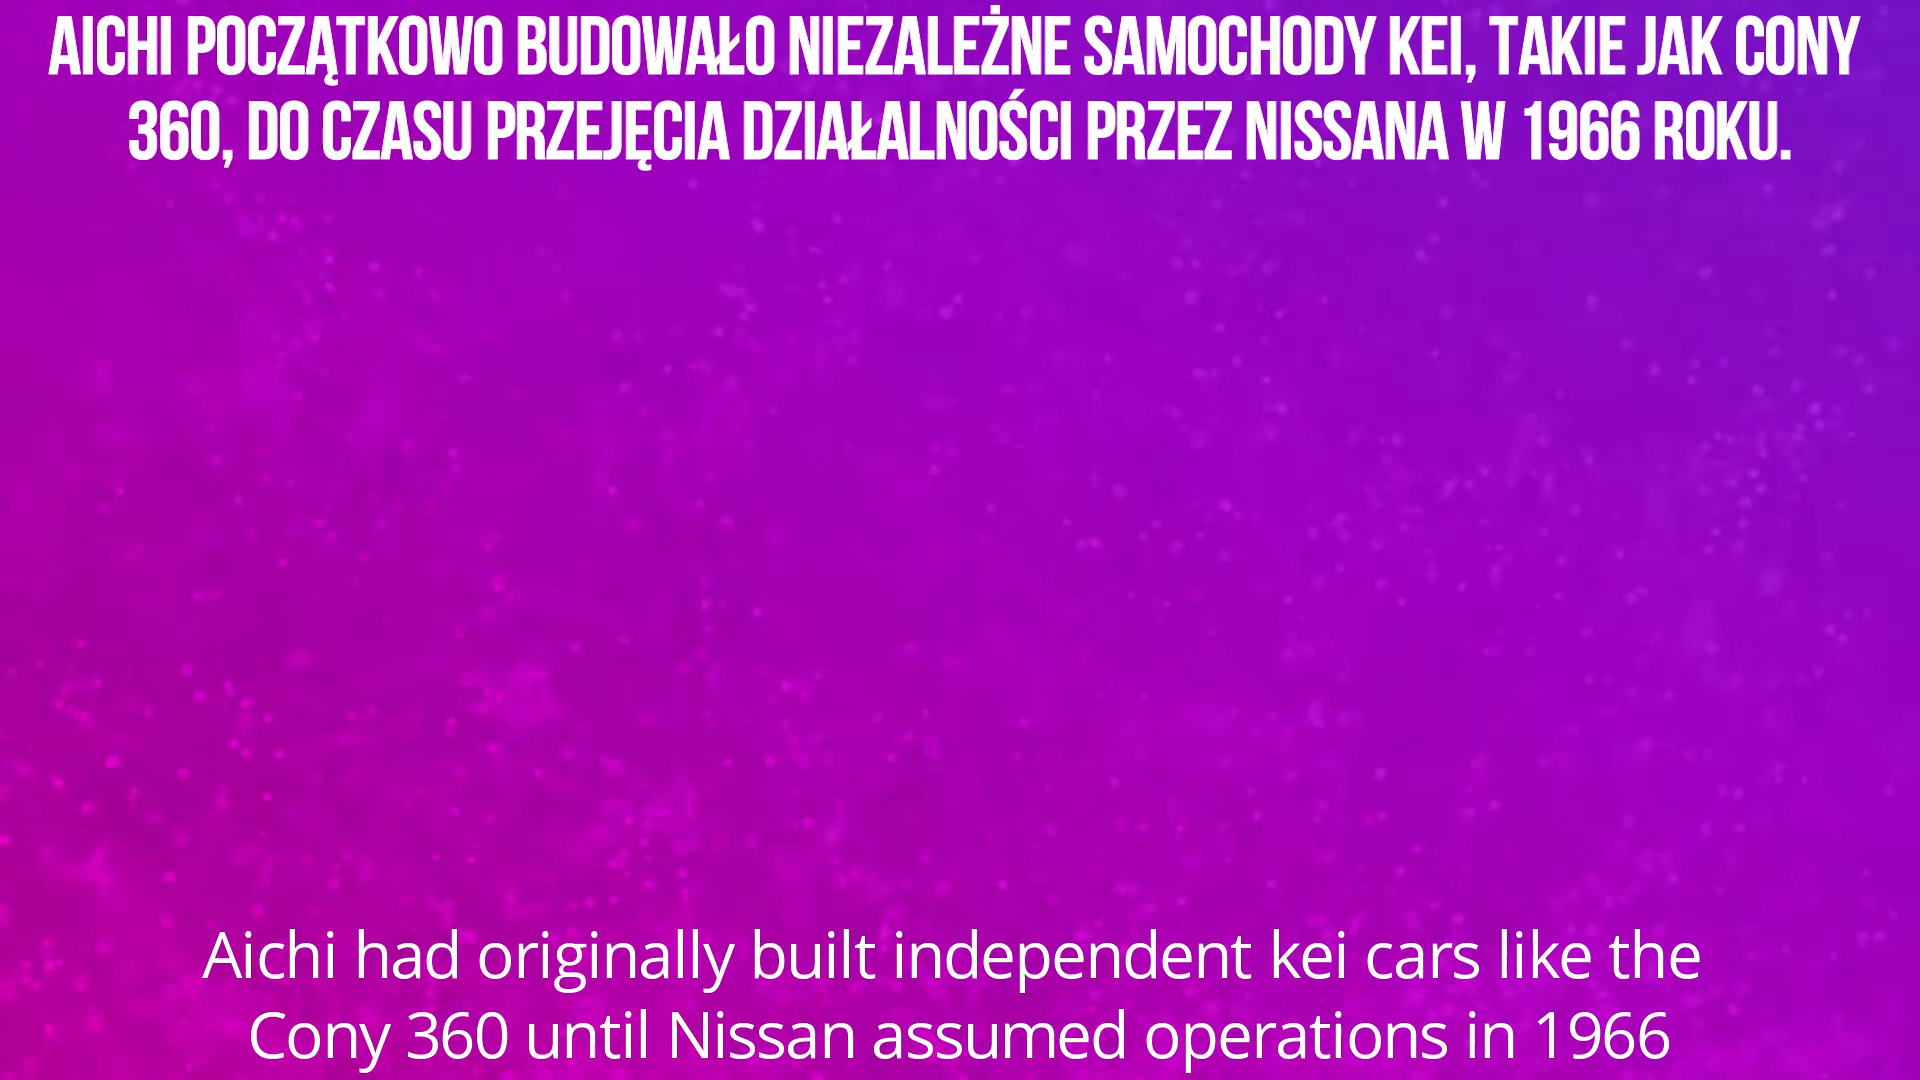 AICHI POCZĄTKOWO BUDOWAŁO NIEZALEŻNE SAMOCHODY KEI, TAKIE JAK CONY
360, DO CZASU PRZEJĘCIA DZIAŁALNOŚCI PRZEZ NISSANA W 1966 ROKU.
Aichi had originally built independent kei cars like the
Cony 360 until Nissan assumed operations in 1966